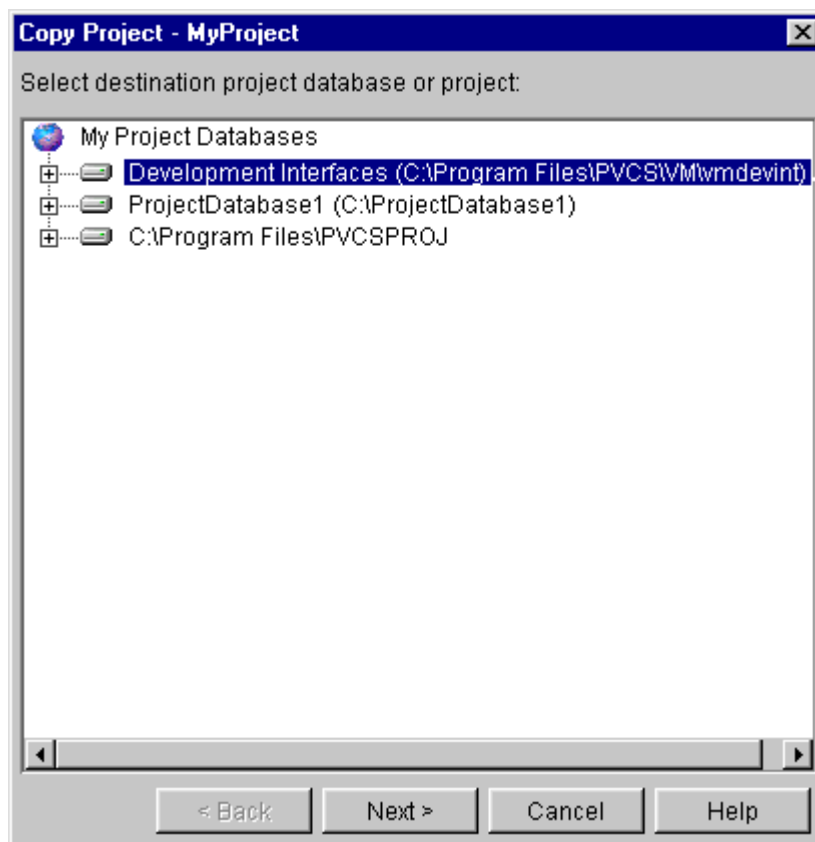 Copy Project - MyProject
Select destination project database or project:
My Project Databases
Development Interfaces (C:\Program Files\PVCS\VM\vmdevint)
ProjectDatabase1 (C:\ProjectDatabase1)
C:\Program Files\PVCSPROJ
< Back Next > Cancel Help